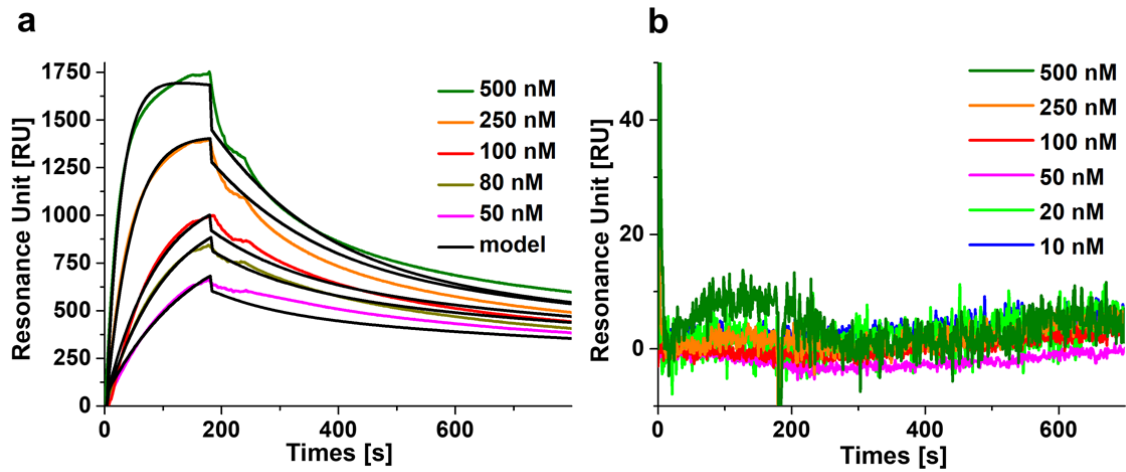 a
Resonance Unit [RU]
1750
1500
1250
1000
750
500
250
0
0
200
400
600
Times [s]
500 nM
250 nM
100 nM
80 nM
50 nM
model
b
Resonance Unit [RU]
40
20
0
0
200
400
600
Times [s]
500 nM
250 nM
100 nM
50 nM
20 nM
10 nM